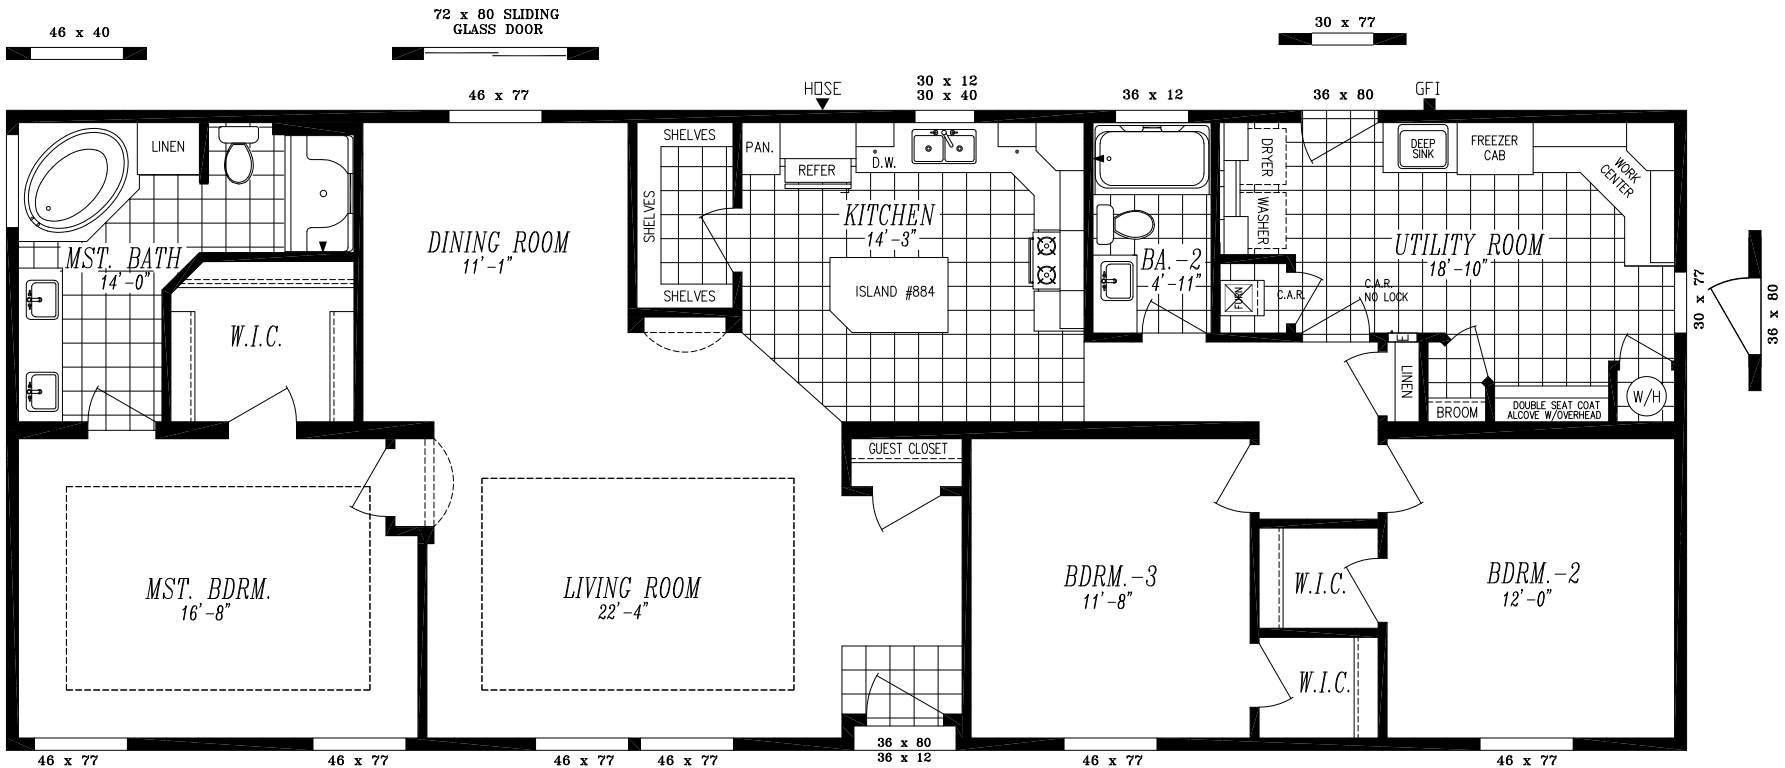 46 x 40
72 x 80 SLIDING
GLASS DOOR
30 x 77
46 x 77
HOSE
30 x 12
30 x 40
36 x 12
36 x 80
GFI
LINEN
SHELVES
SHELVES
SHELVES
PAN.
REFER
D.W.
DRYER
WASHER
DEEP
SINK
FREEZER
CAB
WORK
CENTER
MST. BATH
14'-0"
DINING ROOM
11'-1"
KITCHEN
14'-3"
ISLAND #884
BA.-2
4'-11"
UTILITY ROOM
18'-10"
FURN
C.A.R.
C.A.R.
NO LOCK
30 x 77
36 x 80
W.I.C.
E
LINEN
BROOM
DOUBLE SEAT COAT
ALCOVE W/OVERHEAD
W/H
GUEST CLOSET
MST. BDRM.
16'-8"
LIVING ROOM
22'-4"
BDRM.-3
11'-8"
W.I.C.
BDRM.-2
12'-0"
W.I.C.
46 x 77
46 x 77
46 x 77
46 x 77
36 x 80
36 x 12
46 x 77
46 x 77